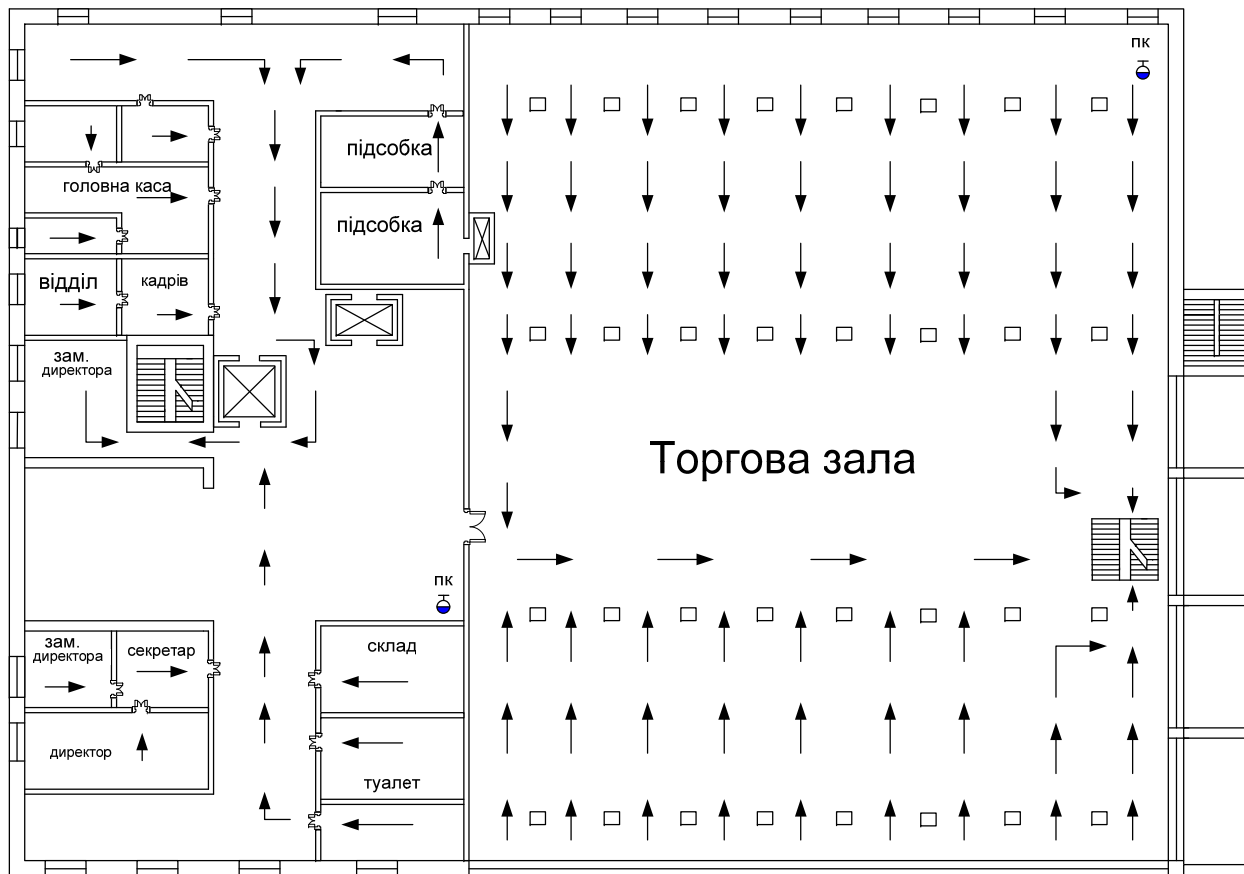 пк
підсобка
головна каса
підсобка
відділ
кадрів
зам.
директора
Торгова зала
пк
зам.
директора
секретар
склад
директор
туалет